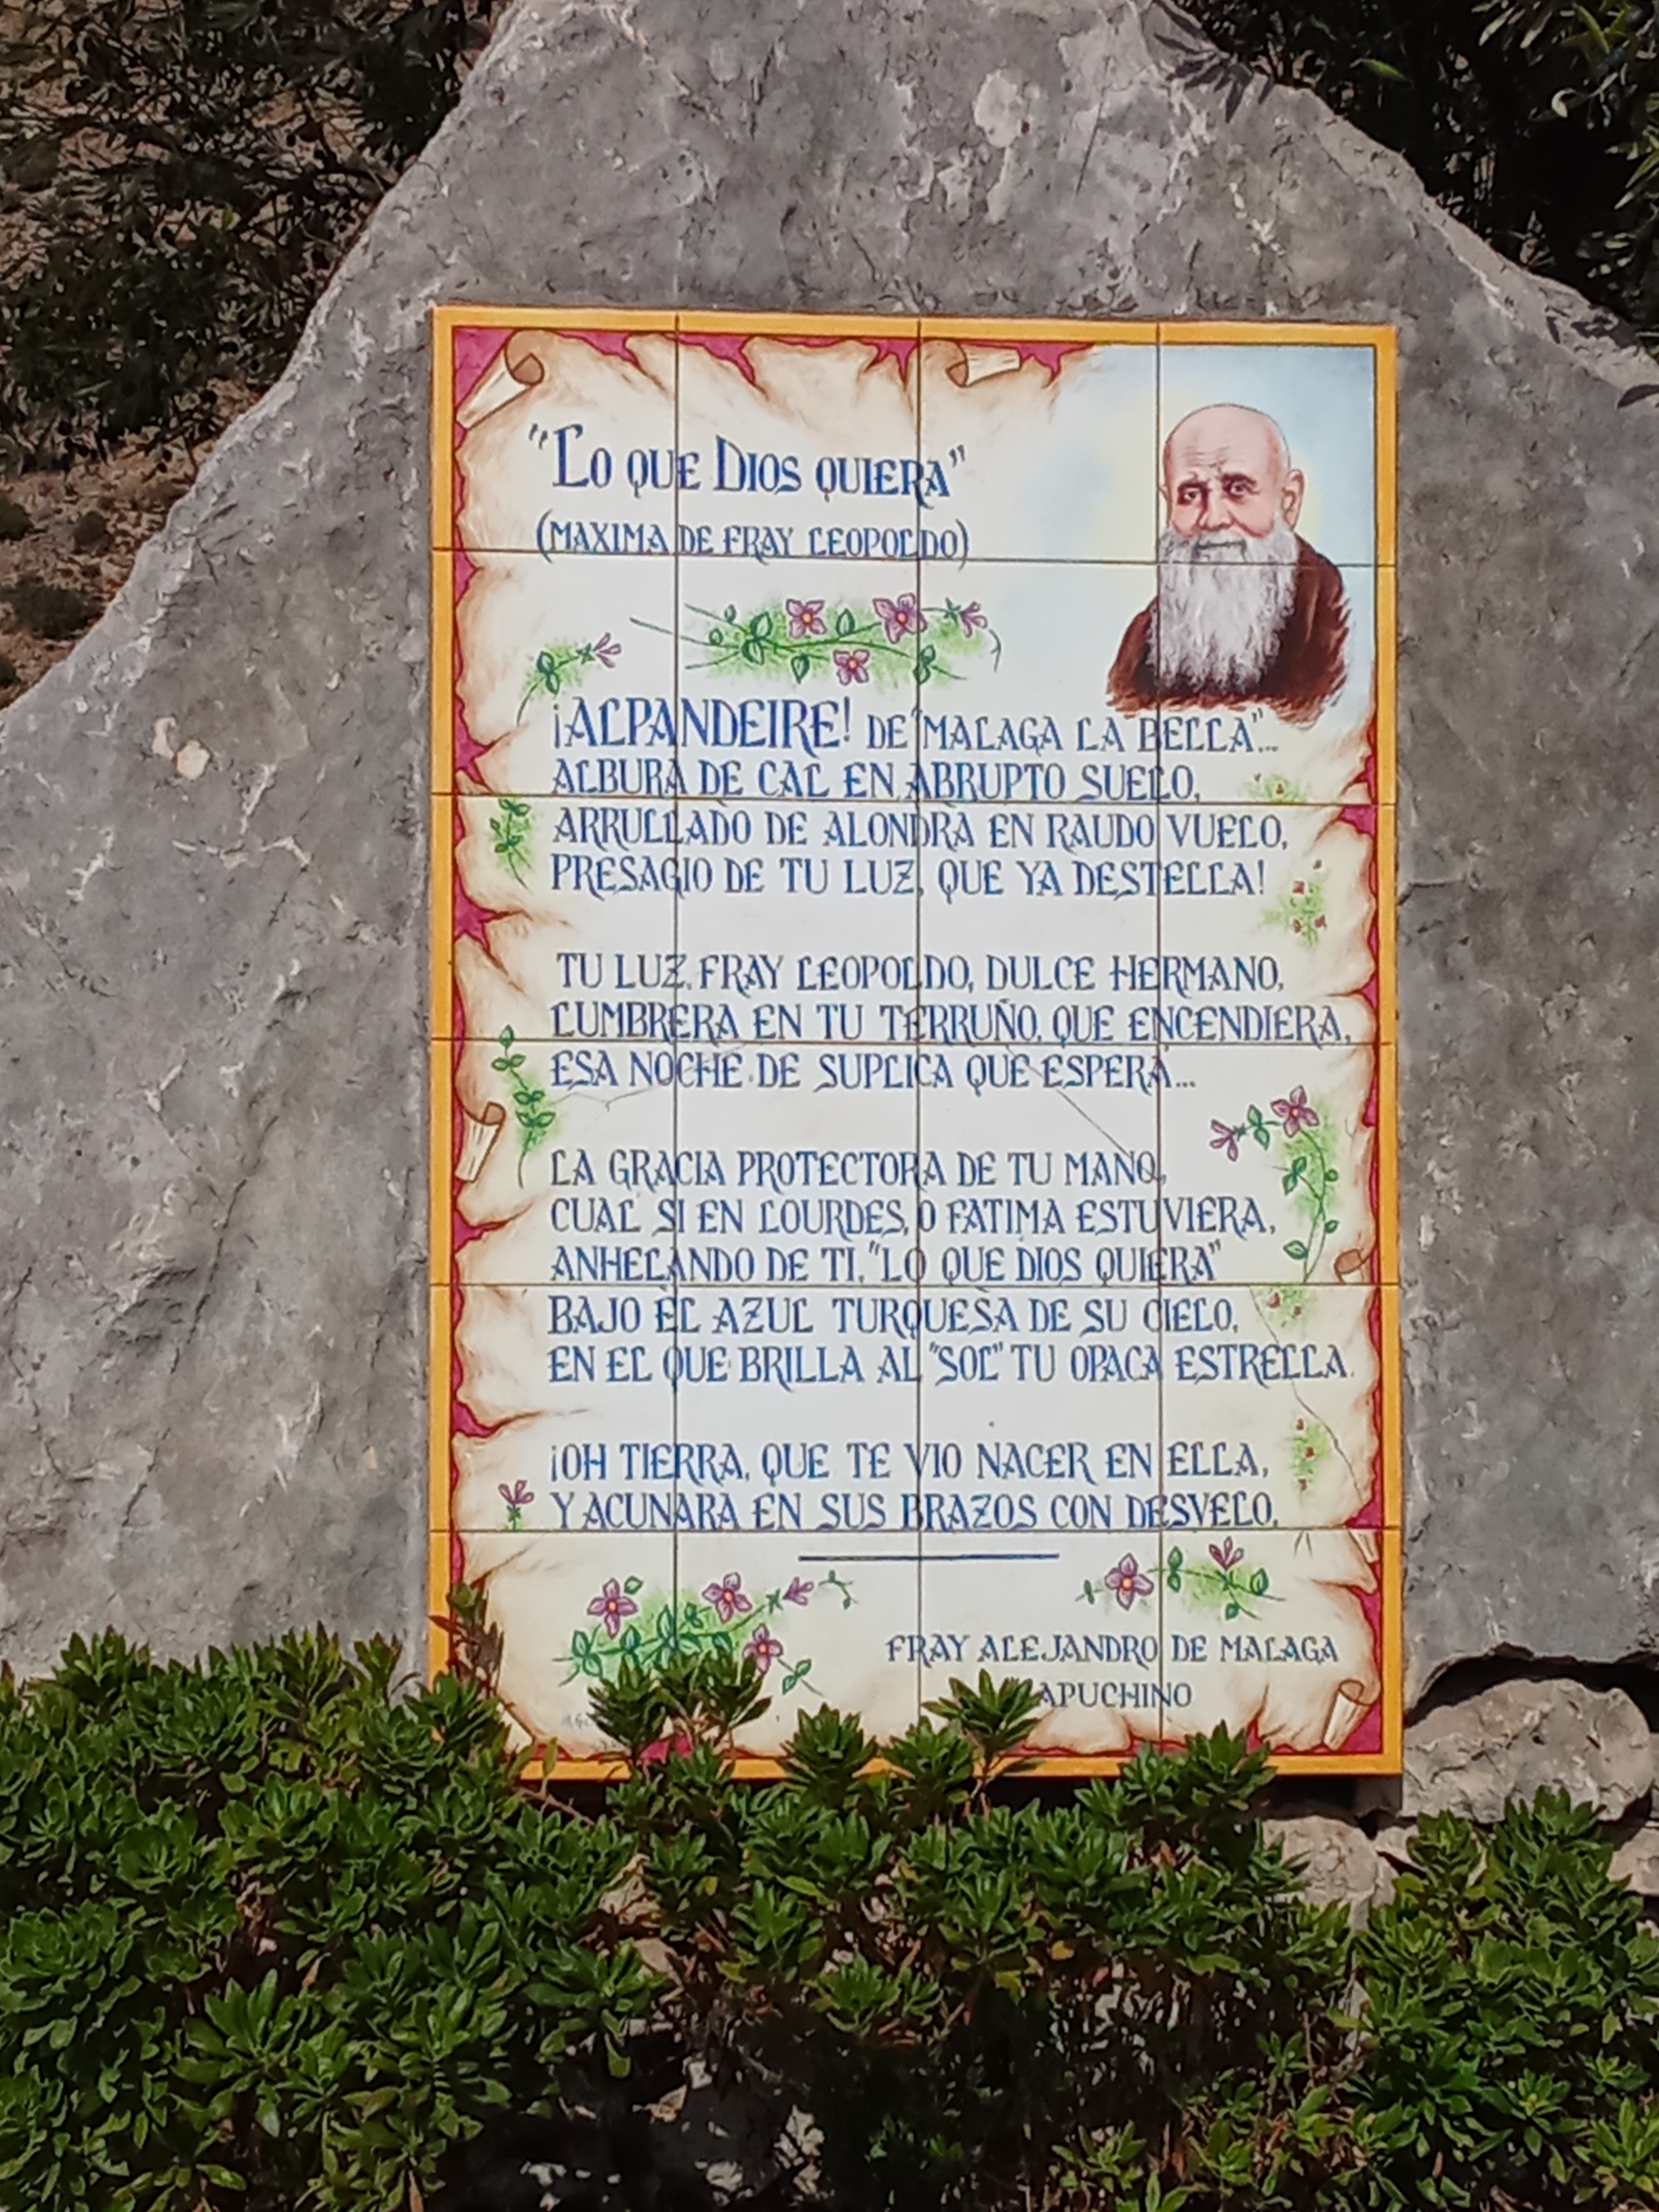 "Lo que Dios quiera"
(MAXIMA DE FRAY LEOPOLDO)
¡ALPANDEIRE! DE "MALAGA LA BELLA"...
ALBURA DE CAL EN ABRUPTO SUELO,
ARRULLADO DE ALONDRA EN RAUDO VUELO,
PRESAGIO DE TU LUZ, QUE YA DESTELLA!
TU LUZ, FRAY LEOPOLDO, DULCE HERMANO,
LUMBRERA EN TU TERRUÑO, QUE ENCENDIERA,
ESA NOCHE DE SUPLICA QUE ESPERA...
LA GRACIA PROTECTORA DE TU MANO,
CUAL SI EN LOURDES, O FATIMA ESTUVIERA,
ANHELANDO DE TI, "LO QUE DIOS QUIERA"
BAJO EL AZUL TURQUESA DE SU CIELO,
EN EL QUE BRILLA AL "SOL" TU OPACA ESTRELLA.
¡OH TIERRA, QUE TE VIO NACER EN ELLA,
Y ACUNARA EN SUS BRAZOS CON DESVELO.
FRAY ALEJANDRO DE MALAGA
APUCHINO